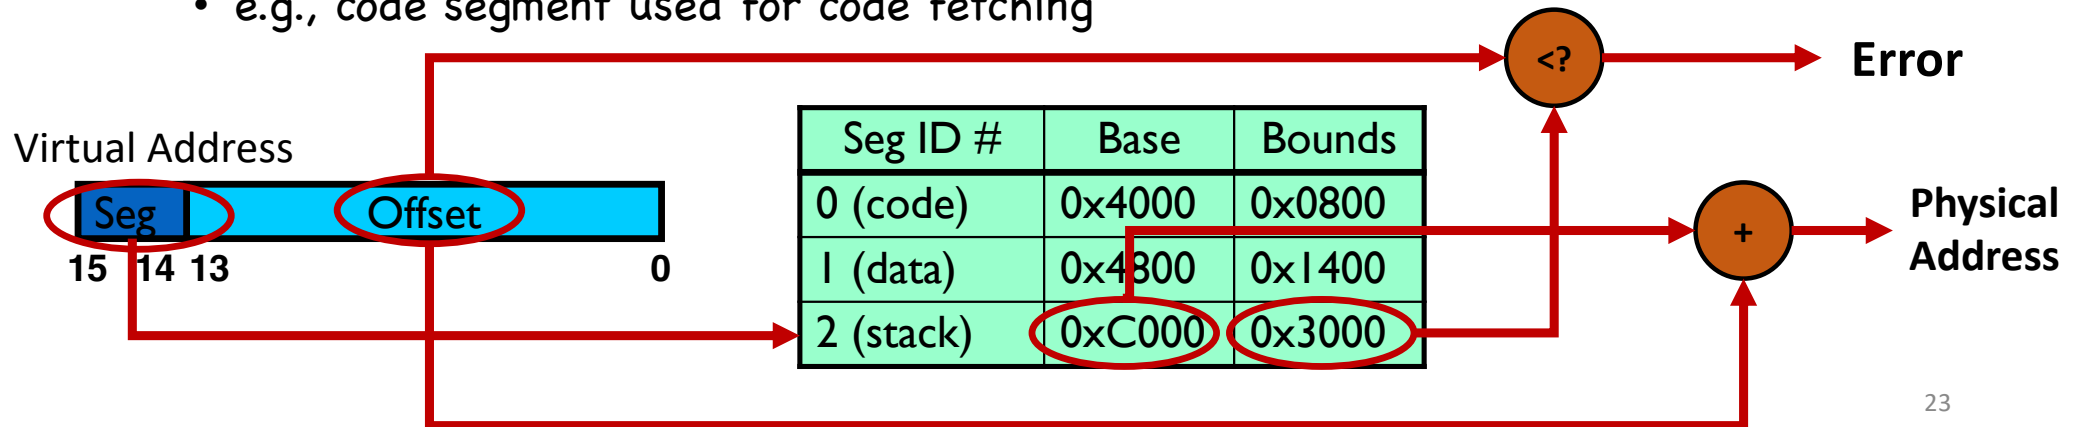 • e.g., code segment used for code fetching
<? Error
Virtual Address
Seg Offset
15 14 13 0
Seg ID # Base Bounds
0 (code) 0x4000 0x0800
1 (data) 0x4800 0x1400
2 (stack) 0xC000 0x3000
+
Physical
Address
23